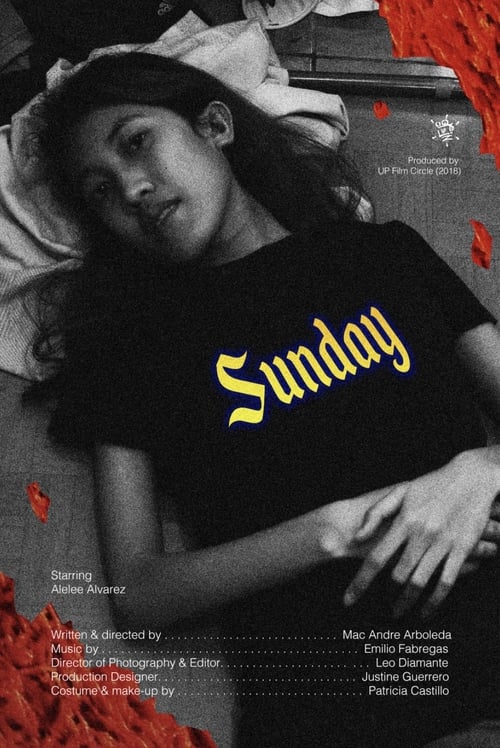 Produced by
UP Film Circle (2018)
Sunday
Starring
Alelee Alvarez
Written & directed by . . . . . . . . . . . . . . . . . . . . . . . . . . . Mac Andre Arboleda
Music by . . . . . . . . . . . . . . . . . . . . . . . . . . . . . . . . . . . . . . . . . Emilio Fabregas
Director of Photography & Editor. . . . . . . . . . . . . . . . . . . . . . . . Leo Diamante
Production Designer. . . . . . . . . . . . . . . . . . . . . . . . . . . . . . . . Justine Guerrero
Costume & make-up by . . . . . . . . . . . . . . . . . . . . . . . . . . . . . . Patricia Castillo